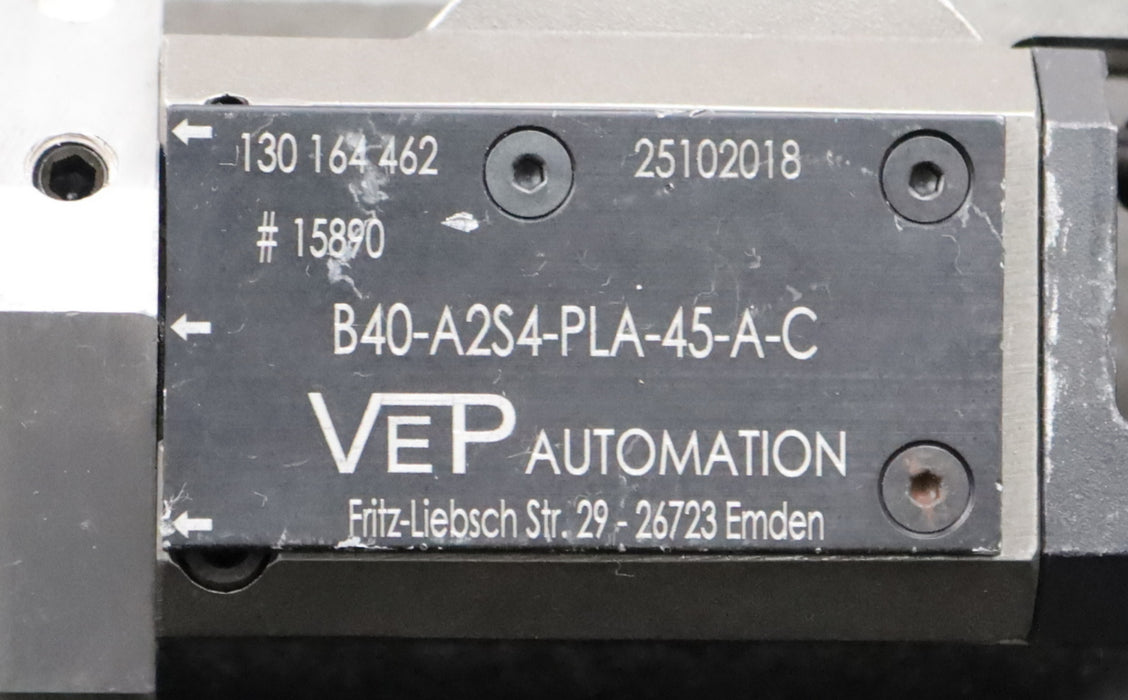 130 164 462 25102018
# 15890
B40-A2S4-PLA-45-A-C
VEP AUTOMATION
Fritz-Liebsch Str. 29 - 26723 Emden